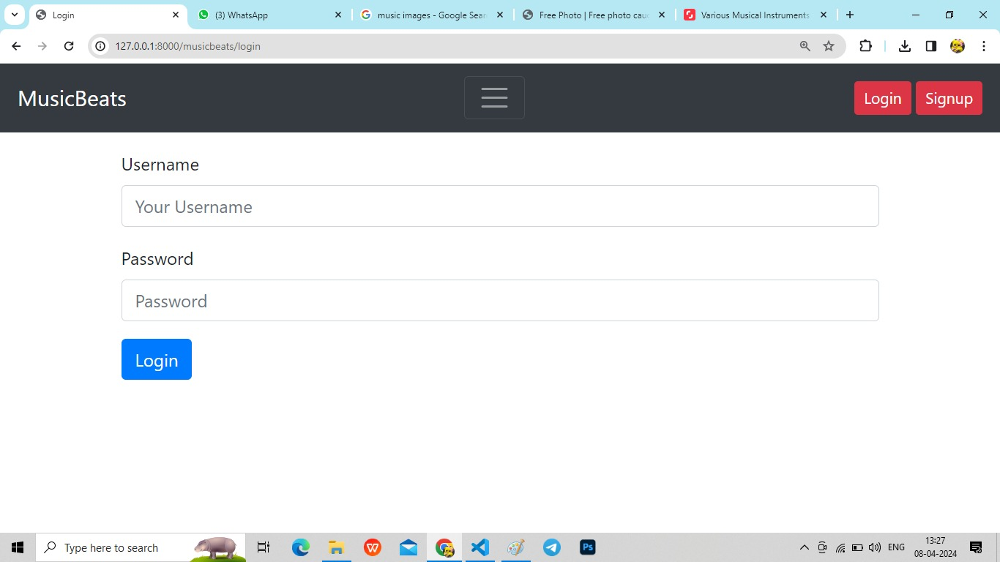 Login
(3) WhatsApp
music images - Google Sear
Free Photo | Free photo cau
Various Musical Instruments
127.0.0.1:8000/musicbeats/login
MusicBeats
Login
Signup
Username
Your Username
Password
Password
Login
Type here to search
W
Ps
ENG
13:27
08-04-2024